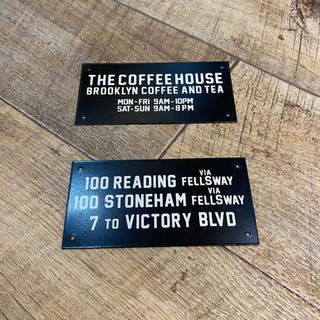 THE COFFEE HOUSE
BROOKLYN COFFEE AND TEA
MON-FRI 9AM-10PM
SAT-SUN 9AM-8PM
100 READING VIA FELLSWAY
100 STONEHAM VIA FELLSWAY
7 TO VICTORY BLVD